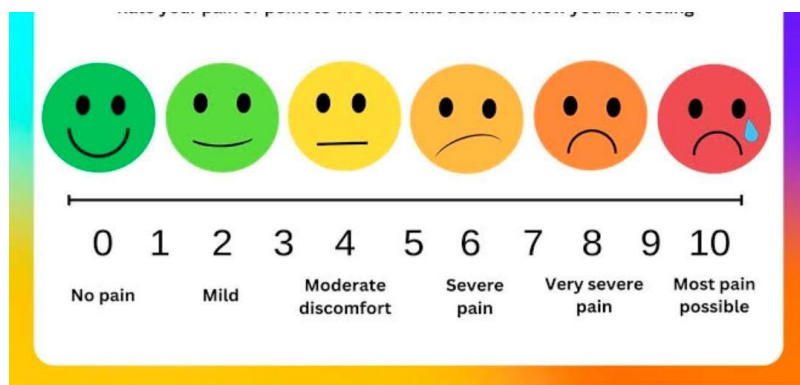 0 1 2 3 4 5 6 7 8 9 10
No pain
Mild
Moderate
discomfort
Severe
pain
Very severe
pain
Most pain
possible